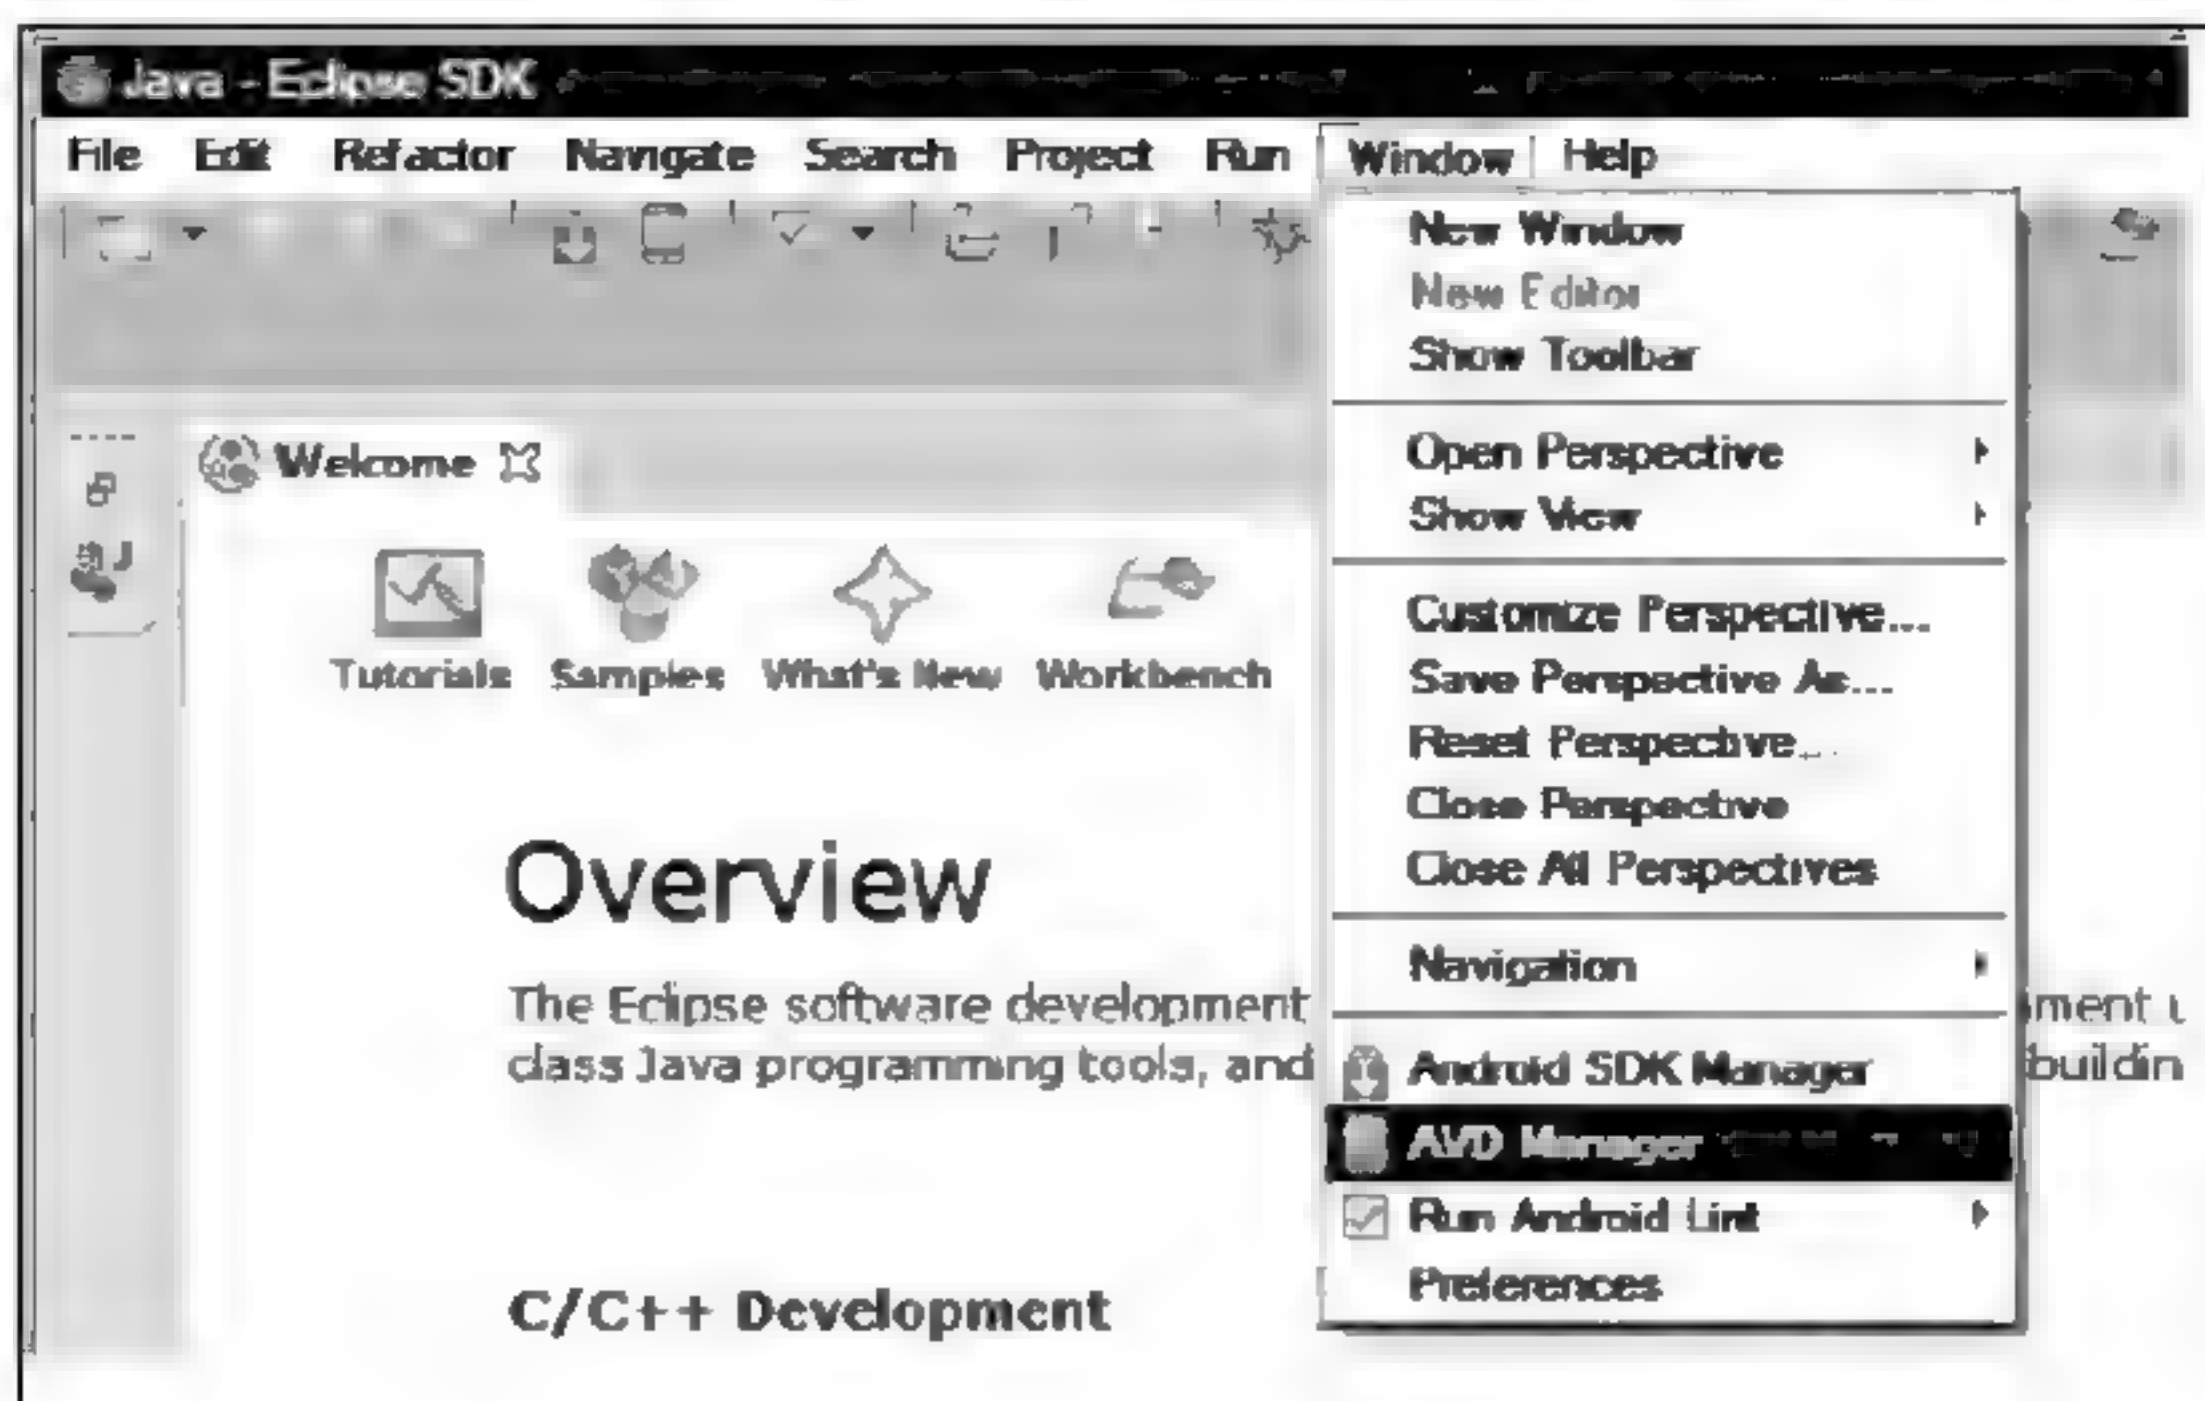 Java - Eclipse SDK
File Edit Refactor Navigate Search Project Run Window Help
New Window
New Editor
Show Toolbar
Open Perspective
Show View
Customize Perspective...
Save Perspective As...
Reset Perspective...
Close Perspective
Close All Perspectives
Navigation
Android SDK Manager
AVD Manager
Run Android Lint
Preferences
Welcome
Tutorials Samples What's New Workbench
Overview
The Eclipse software development ment u
class Java programming tools, and buildin
C/C++ Development